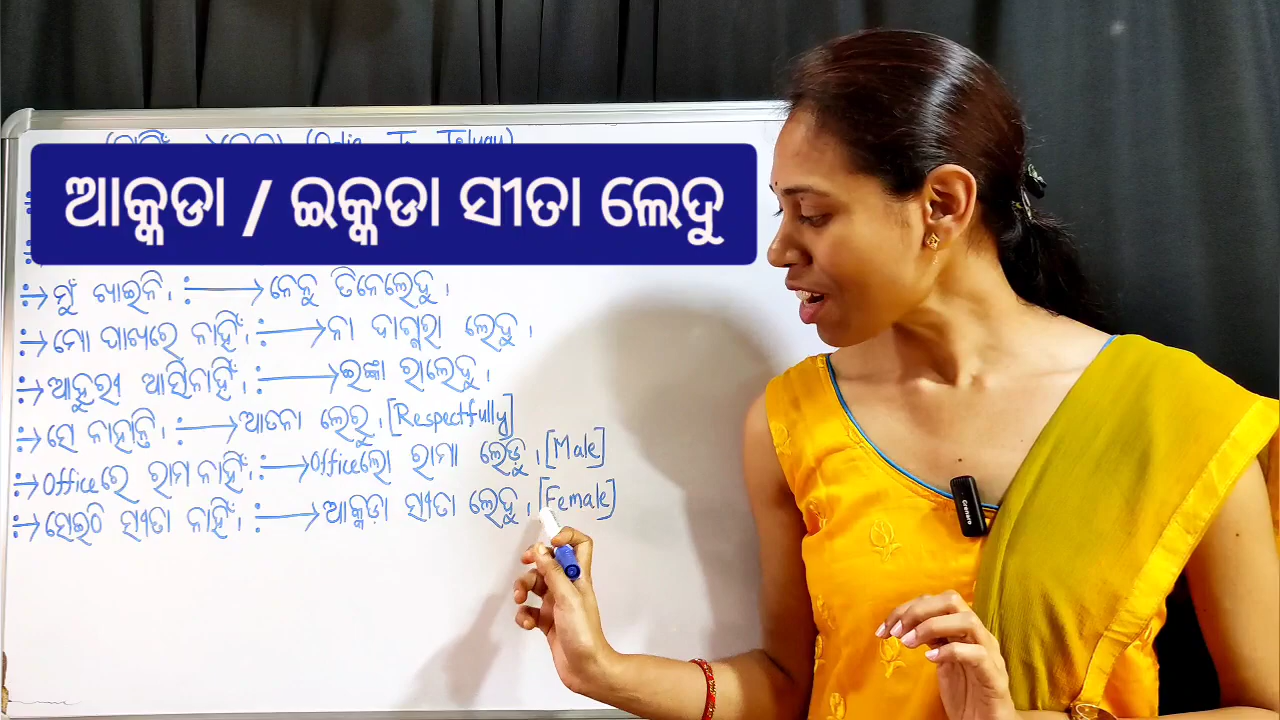 (Odia To Telugu)
ଆକ୍କଡା / ଇକ୍କଡା ସୀତା ଲେଦୁ
:→ ମୁଁ ଖାଇନି। :→ ନେନୁ ତିନେଲେଦୁ।
:→ ମୋ ପାଖରେ ନାହିଁ। :→ ନା ଦାଗ୍ଗରା ଲେଦୁ।
:→ ଆହୁରୀ ଆସିନାହିଁ। :→ ଇଙ୍କା ରାଲେଦୁ।
:→ ସେ ନାହାନ୍ତି। :→ ଆତନା ଲେରୁ। [Respectfully]
:→ Officeରେ ରାମ ନାହିଁ। :→ Officeଲୋ ରାମା ଲେଡୁ। [Male]
:→ ସେଇଠି ସୀତା ନାହିଁ। :→ ଆକ୍କଡ଼ା ସୀତା ଲେଦୁ। [Female]